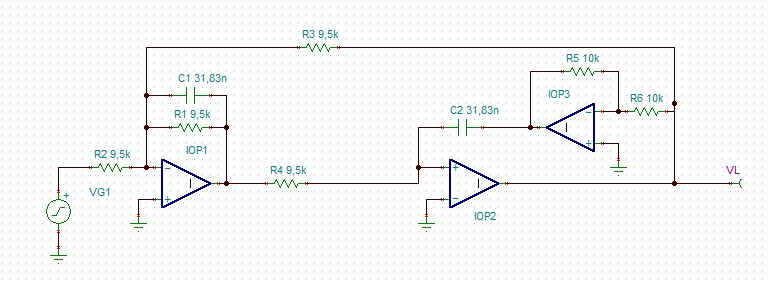 R3 9,5k
R5 10k
C1 31,83n
IOP3
R6 10k
R1 9,5k
C2 31,83n
IOP1
R2 9,5k
R4 9,5k
VG1
VL
IOP2